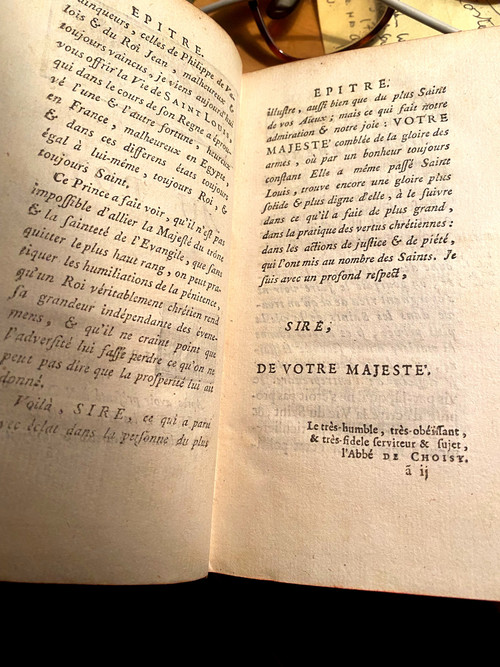 EPITRE.
vainqueurs, celles de Philippe de Va-
lois & du Roi Jean, malheureux &
toujours vaincus, je viens aujourd'hui
vous offrir la Vie de SAINT LOUIS,
qui dans le cours de son Regne a éprou-
vé l'une & l'autre fortune, heureux
en France, malheureux en Egypte,
& dans ces differens états toujours
égal à lui-même, toujours Roi, &
toujours Saint.
Ce Prince a fait voir, qu'il n'est pas
impossible d'allier la Majesté du trône
& la sainteté de l'Evangile, que sans
quitter le plus haut rang, on peut pra-
tiquer les humiliations de la pénitence,
qu'un Roi véritablement chrétien rend
sa grandeur indépendante des évene-
mens, & qu'il ne craint point que
l'adversité lui fasse perdre ce qu'on ne
peut pas dire que la prosperité lui ait
donné.
Voilà, SIRE, ce qui a paru
avec éclat dans la personne du plus
EPITRE.
illustre, aussi bien que du plus Saint
de vos Aïeux; mais ce qui fait notre
admiration & notre joie: VOTRE
MAJESTE' comblée de la gloire des
armes, où par un bonheur toujours
constant Elle a même passé Saint
Louis, trouve encore une gloire plus
solide & plus digne d'elle, à le suivre
dans ce qu'il a fait de plus grand,
dans la pratique des vertus chrétiennes:
dans les actions de justice & de piété,
qui l'ont mis au nombre des Saints. Je
suis avec un profond respect,
SIRE,
DE VOTRE MAJESTE'.
Le très-humble, très-obéissant,
& très-fidele serviteur & sujet,
l'Abbé DE CHOISY.
ã ij